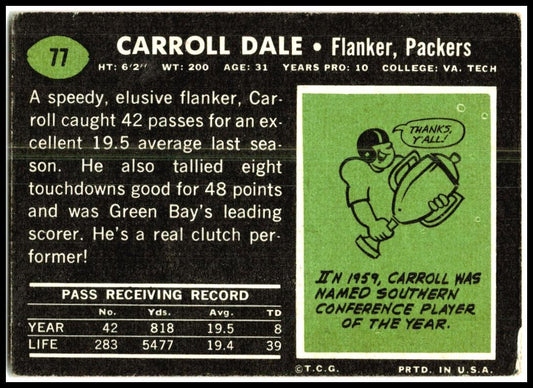 77
CARROLL DALE • Flanker, Packers
HT: 6'2" WT: 200 AGE: 31 YEARS PRO: 10 COLLEGE: VA. TECH
A speedy, elusive flanker, Car-
roll caught 42 passes for an ex-
cellent 19.5 average last sea-
son. He also tallied eight
touchdowns good for 48 points
and was Green Bay's leading
scorer. He's a real clutch per-
former!
PASS RECEIVING RECORD
No. Yds. Avg. TD
YEAR 42 818 19.5 8
LIFE 283 5477 19.4 39
THANKS,
Y'ALL!
IN 1959, CARROLL WAS
NAMED SOUTHERN
CONFERENCE PLAYER
OF THE YEAR.
©T.C.G. PRTD. IN U.S.A.